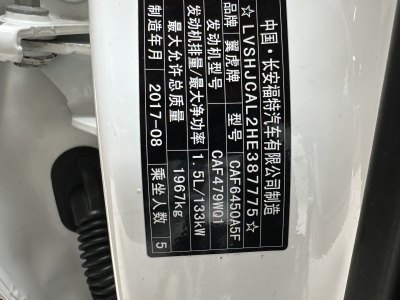 中国·长安福特汽车有限公司制造
☆LVSHJCAL2HE387775☆
品牌 翼虎牌 型号 CAF6450A5F
发动机型号 CAF479WQ1
发动机排量/最大净功率 1.5L/133kW
最大允许总质量 1967kg
制造年月 2017-08 乘坐人数 5